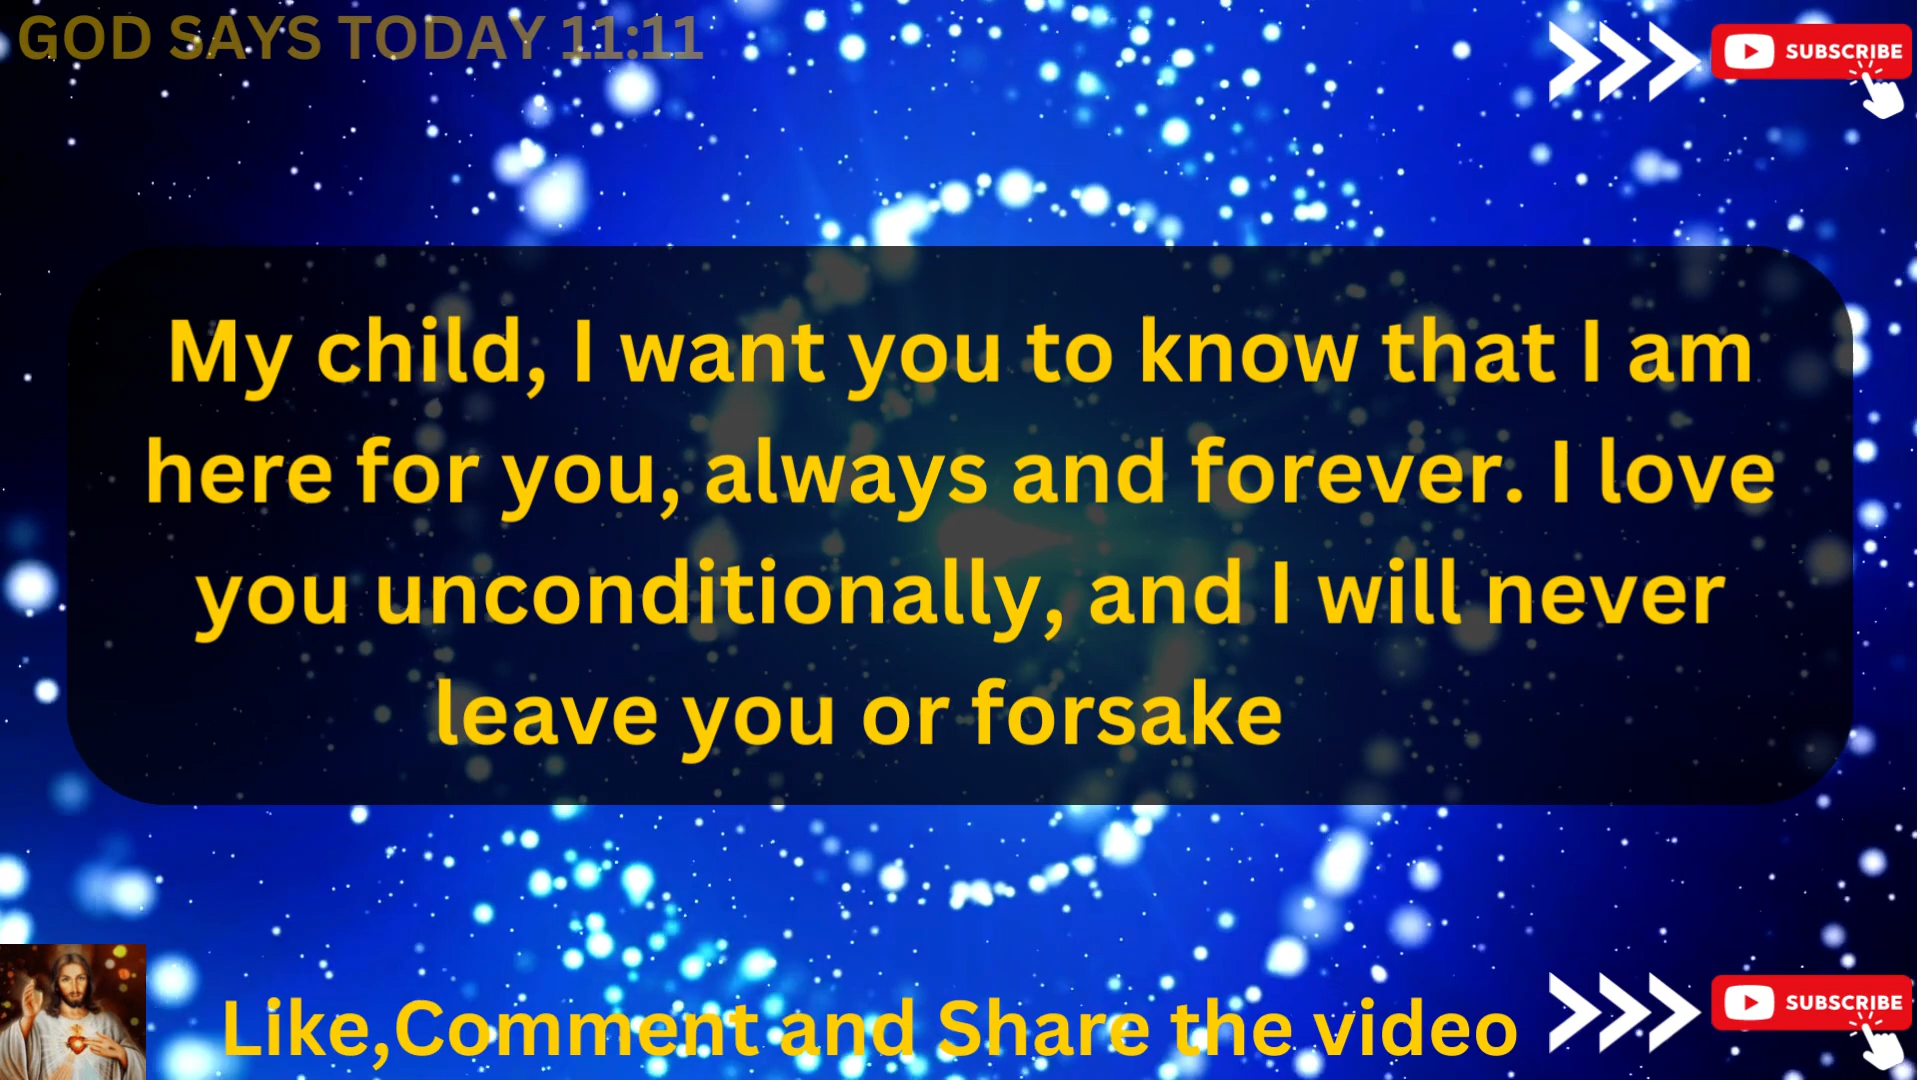 GOD SAYS TODAY 11:11
SUBSCRIBE
My child, I want you to know that I am
here for you, always and forever. I love
you unconditionally, and I will never
leave you or forsake
Like,Comment and Share the video
SUBSCRIBE